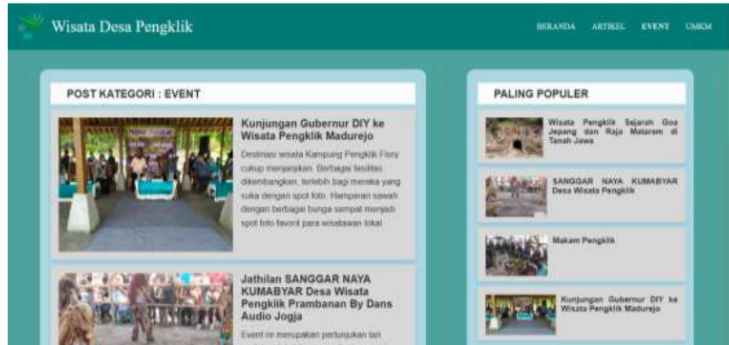 Wisata Desa Pengklik
BERANDA ARTIKEL EVENT UMKM
POST KATEGORI : EVENT
Kunjungan Gubernur DIY ke
Wisata Pengklik Madurejo
Destinasi wisata Kampung Pengklik Flory
cukup menjanjikan. Berbagai fasilitas
dikembangkan, terlebih bagi mereka yang
suka dengan spot foto. Hamparan sawah
dengan berbagai bunga sampat menjadi
spot foto favorit para wisatawan lokal
Jathilan SANGGAR NAYA
KUMABYAR Desa Wisata
Pengklik Prambanan By Dans
Audio Jogja
Event ini merupakan pertunjukan tari
PALING POPULER
Wisata Pengklik Sejarah Goa
Jepang dan Raja Mataram di
Tanah Jawa
SANGGAR NAYA KUMABYAR
Desa Wisata Pengklik
Makam Pengklik
Kunjungan Gubernur DIY ke
Wisata Pengklik Madurejo